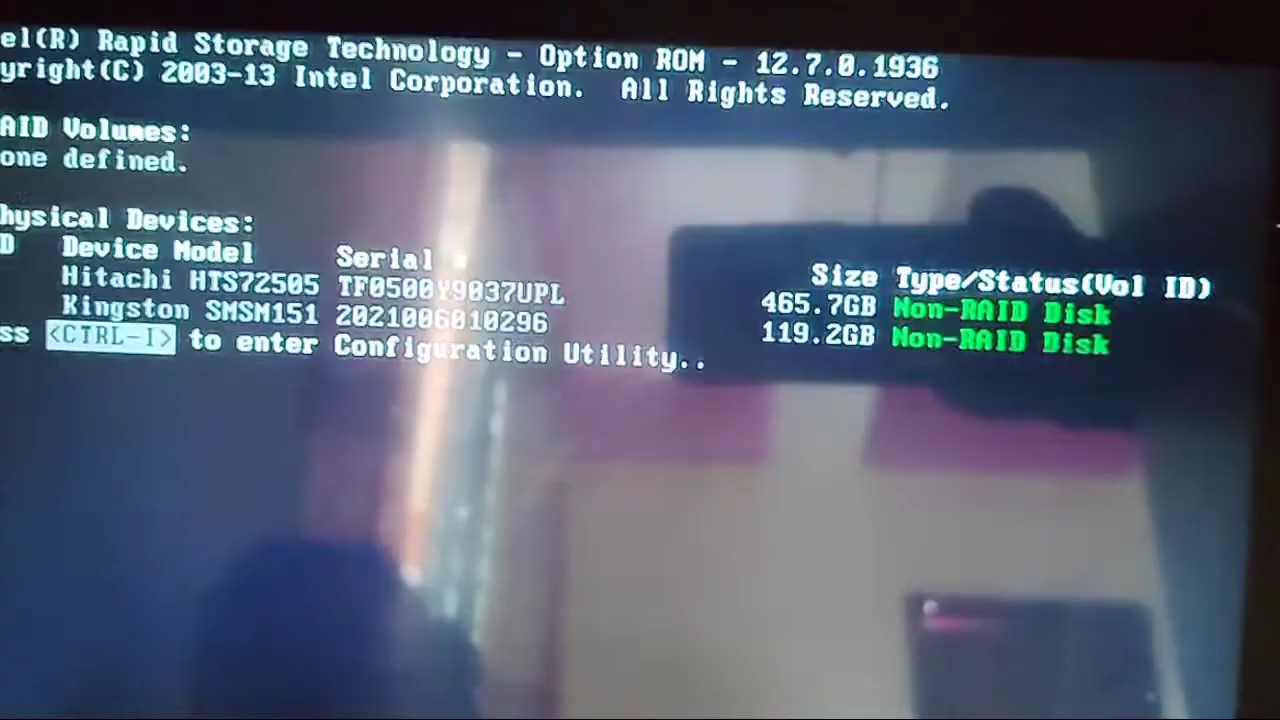 el(R) Rapid Storage Technology - Option ROM - 12.7.0.1936
yright(C) 2003-13 Intel Corporation. All Rights Reserved.
AID Volumes:
one defined.
hysical Devices:
D Device Model Serial # Size Type/Status(Vol ID)
Hitachi HTS72505 TF0500Y9037UPL 465.7GB Non-RAID Disk
Kingston SMSM151 2021006010296 119.2GB Non-RAID Disk
ss <CTRL-I> to enter Configuration Utility..